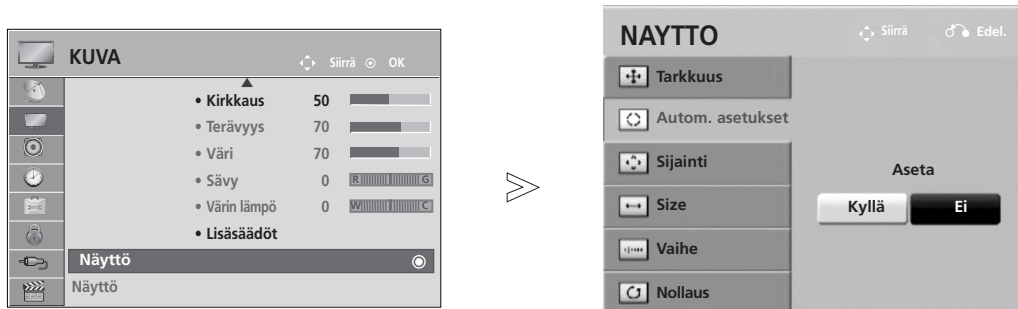 KUVA
Siirrä
OK
• Kirkkaus 50
• Terävyys 70
• Väri 70
• Sävy 0 R G
• Värin lämpö 0 W C
• Lisäsäädöt
Näyttö
Näyttö
NAYTTO
Siirrä
Edel.
Tarkkuus
Autom. asetukset
Sijainti
Size
Vaihe
Nollaus
Aseta
Kyllä
Ei